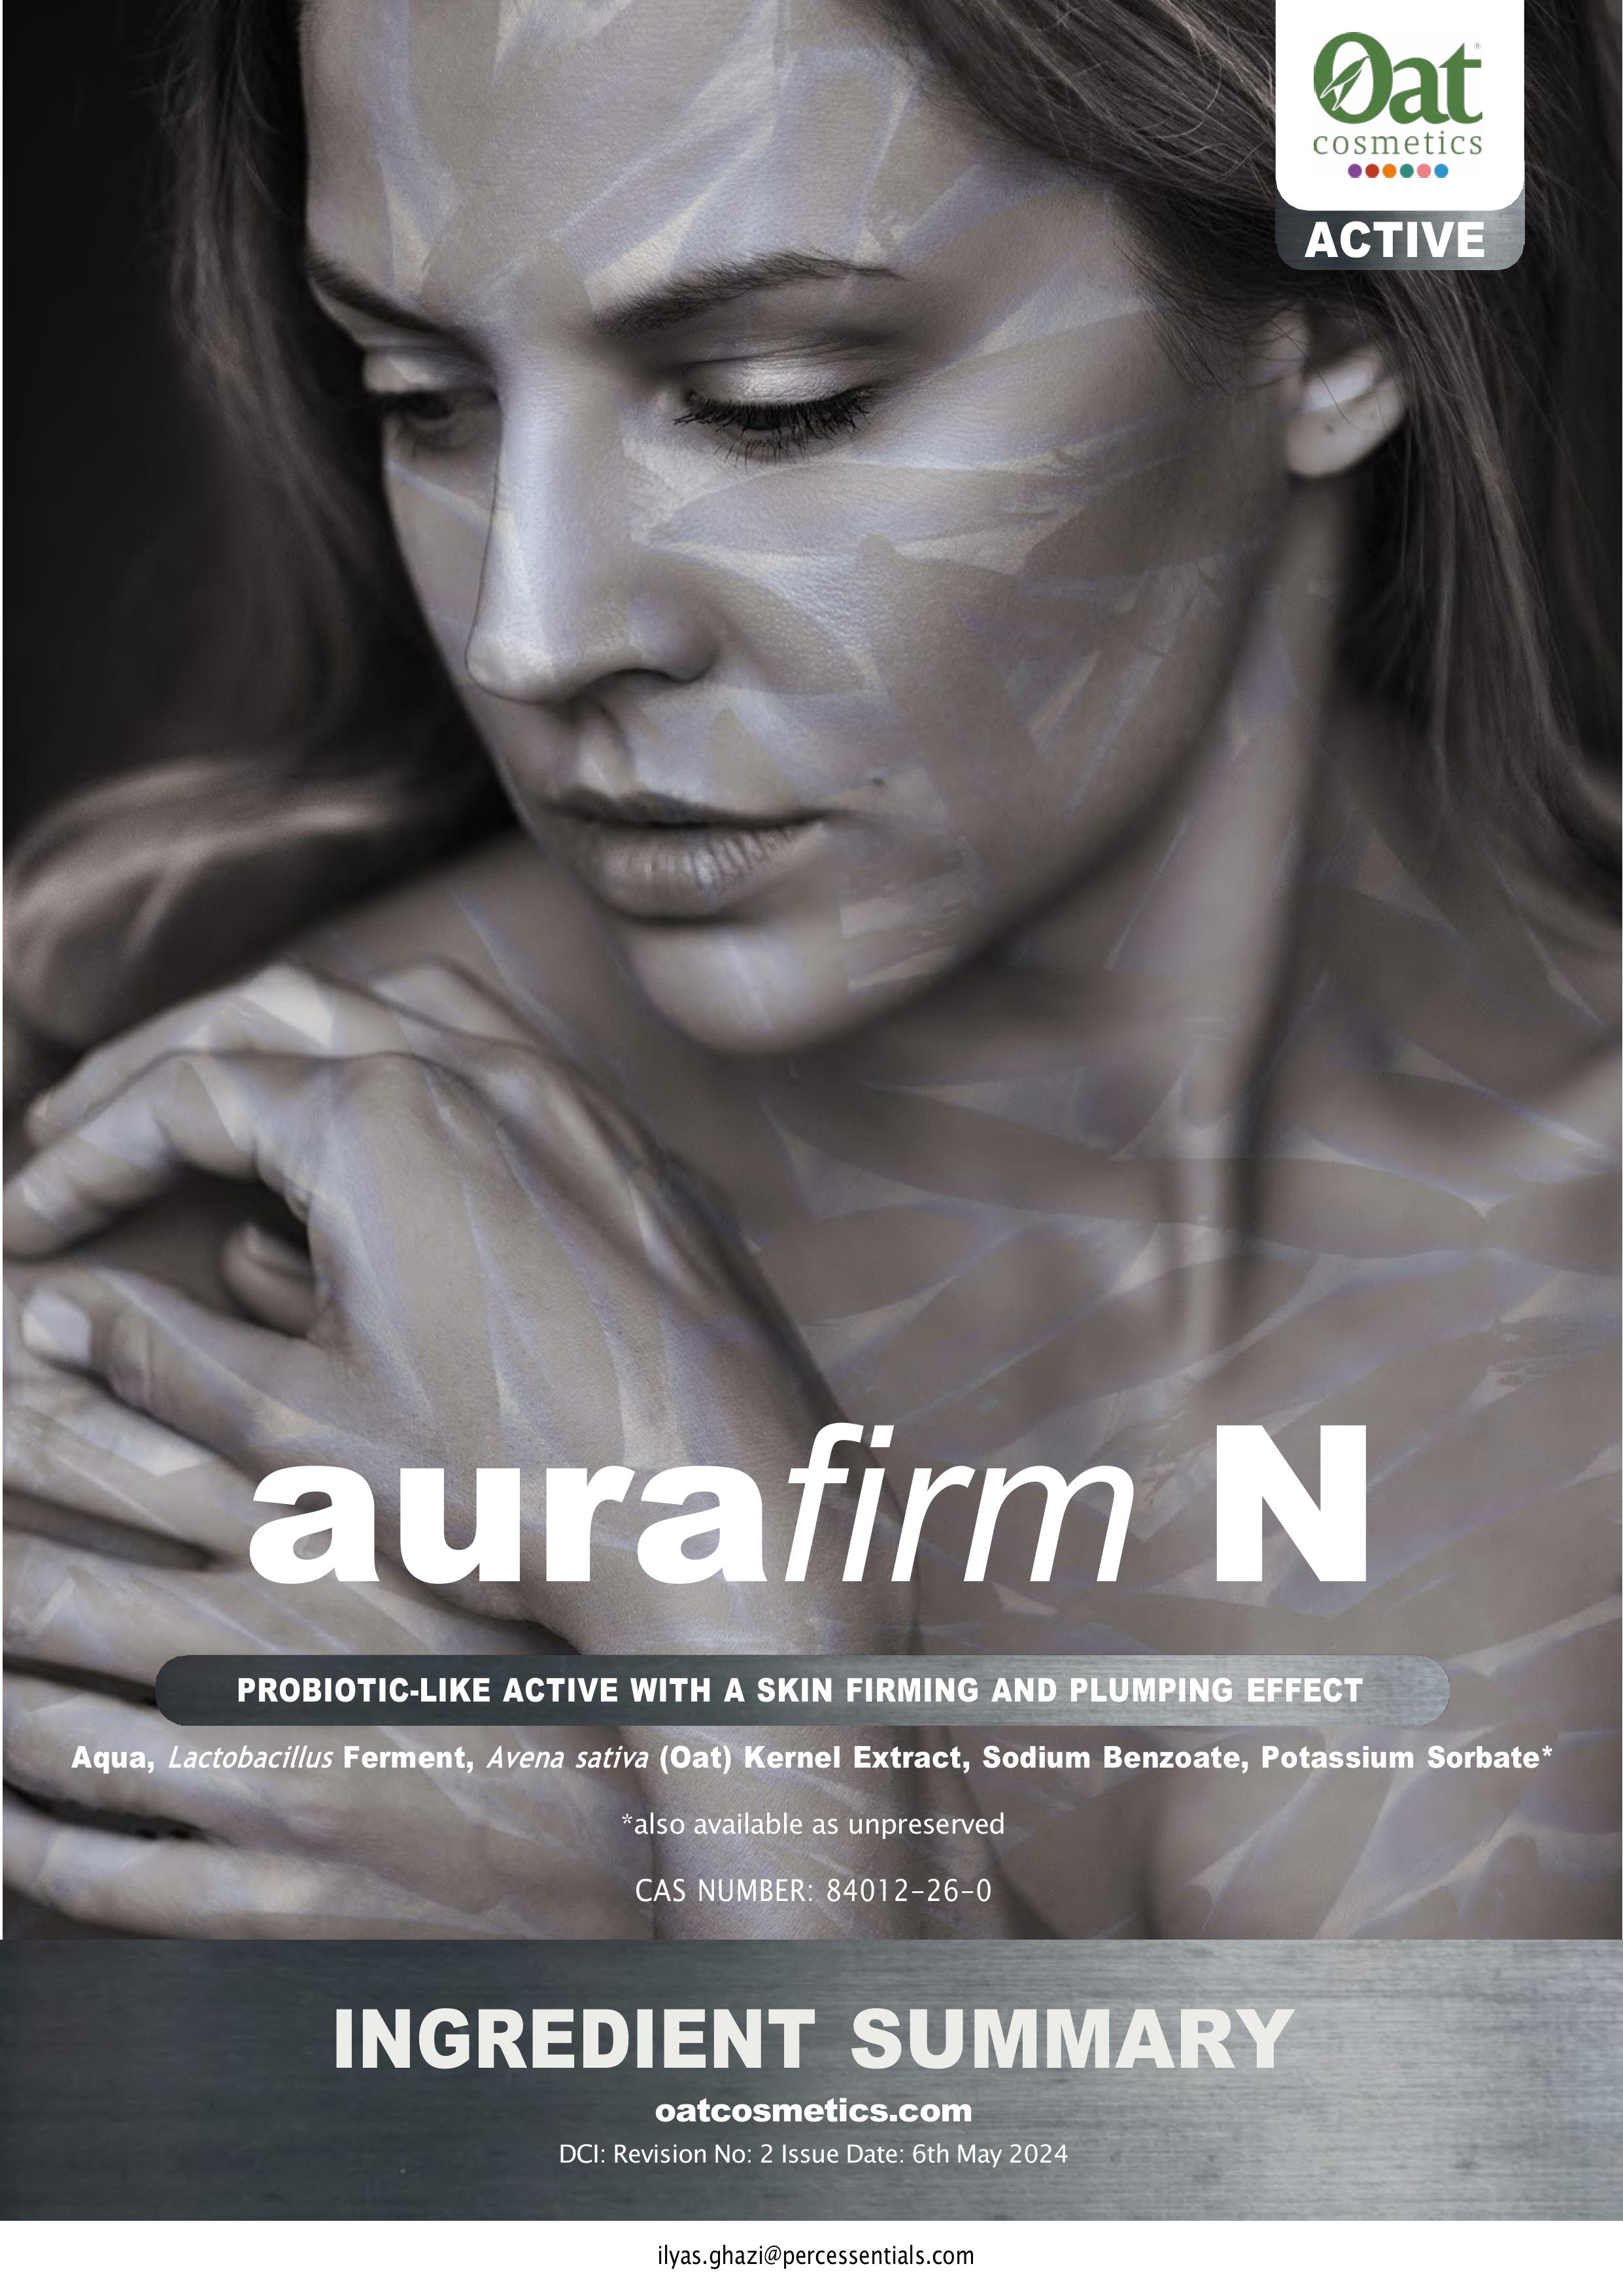 Oat®
cosmetics
ACTIVE
aurafirm N
PROBIOTIC-LIKE ACTIVE WITH A SKIN FIRMING AND PLUMPING EFFECT
Aqua, Lactobacillus Ferment, Avena sativa (Oat) Kernel Extract, Sodium Benzoate, Potassium Sorbate*
*also available as unpreserved
CAS NUMBER: 84012-26-0
INGREDIENT SUMMARY
oatcosmetics.com
DCI: Revision No: 2 Issue Date: 6th May 2024
ilyas.ghazi@percessentials.com